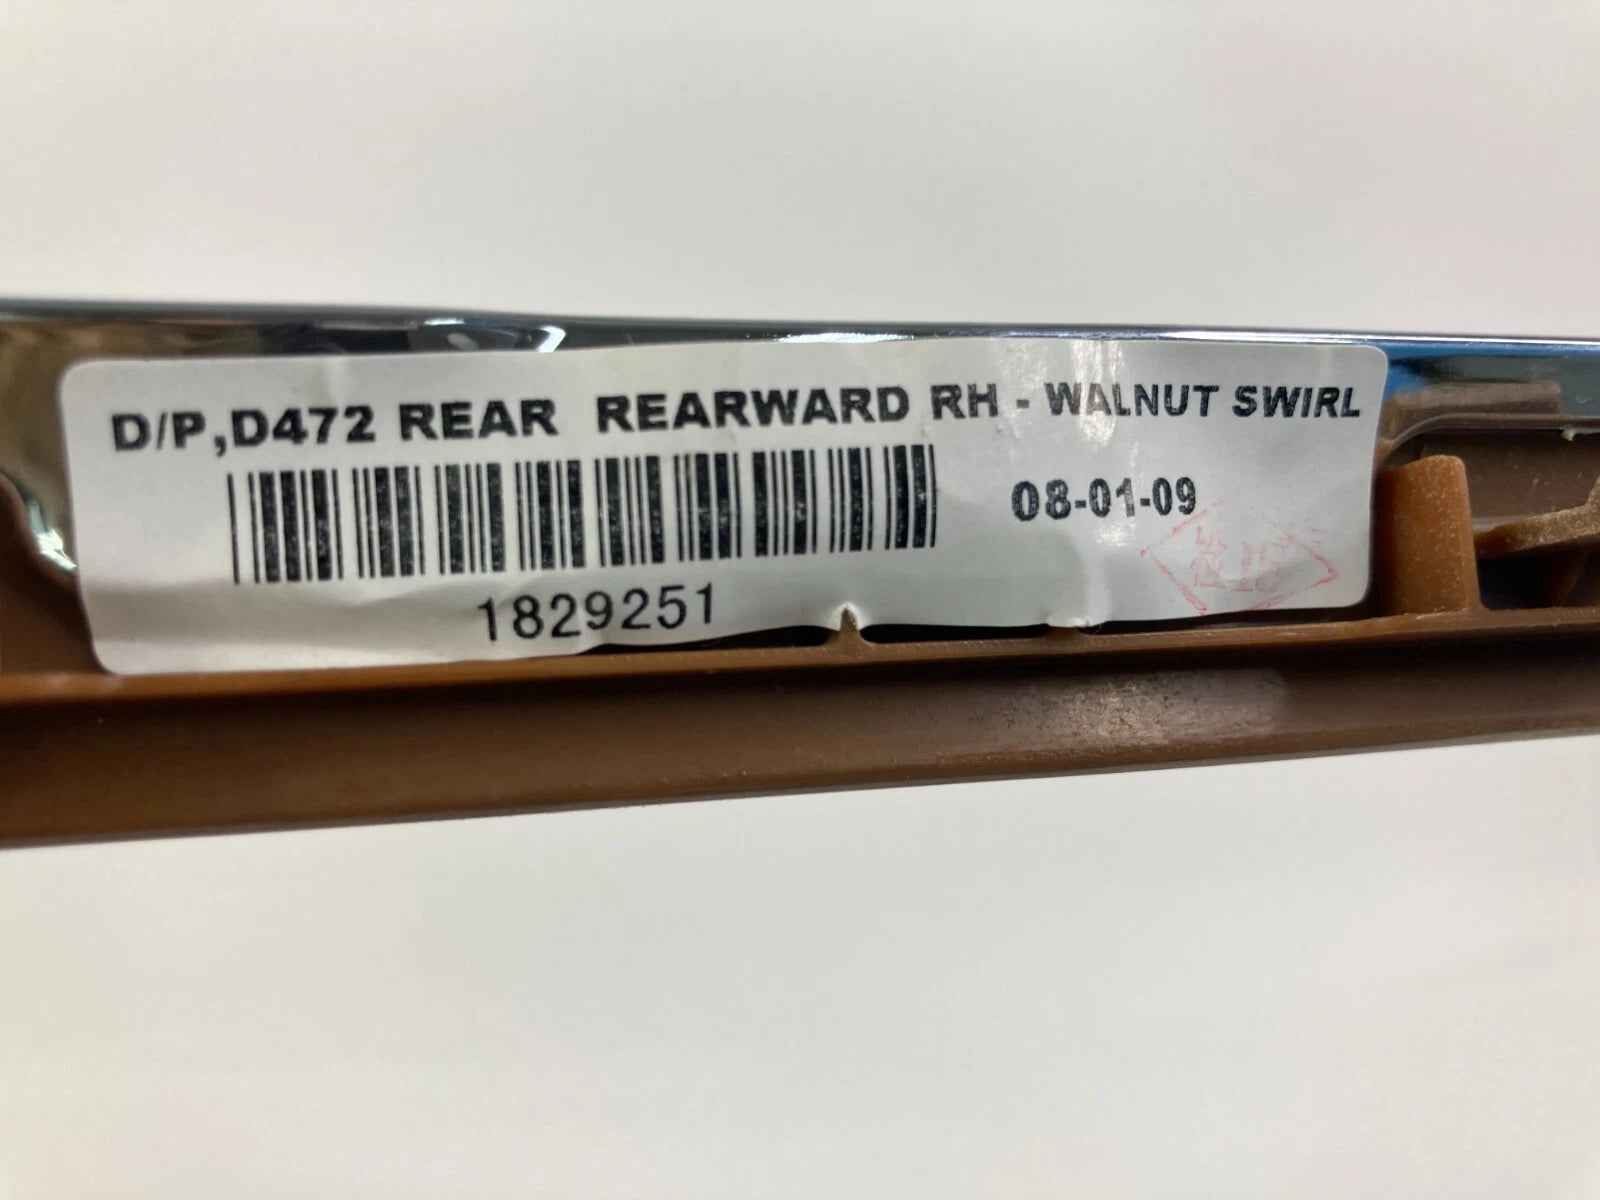 D/P,D472 REAR REARWARD RH - WALNUT SWIRL
08-01-09
1829251